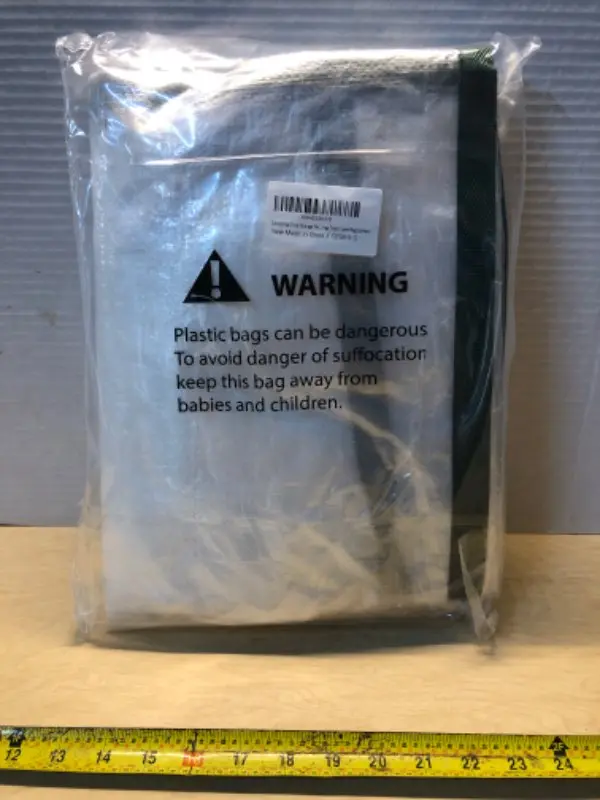 WARNING
Plastic bags can be dangerous
To avoid danger of suffocation
keep this bag away from
babies and children.
12 13 14 15 16 17 18 19 20 21 22 23 24
2F